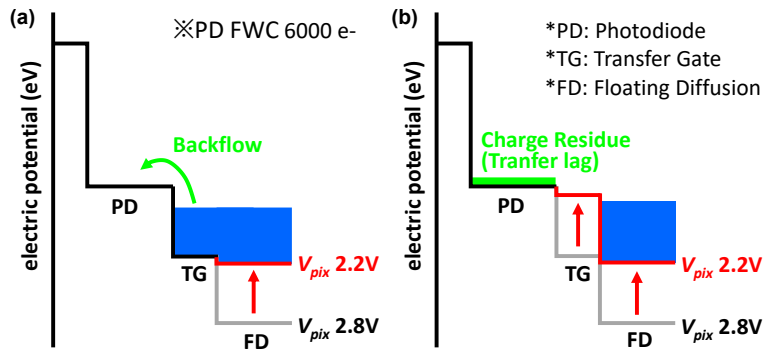 (a)
※PD FWC 6000 e-
electric potential (eV)
Backflow
PD
TG
FD
Vpix 2.2V
Vpix 2.8V
(b)
*PD: Photodiode
*TG: Transfer Gate
*FD: Floating Diffusion
electric potential (eV)
Charge Residue
(Tranfer lag)
PD
TG
FD
Vpix 2.2V
Vpix 2.8V